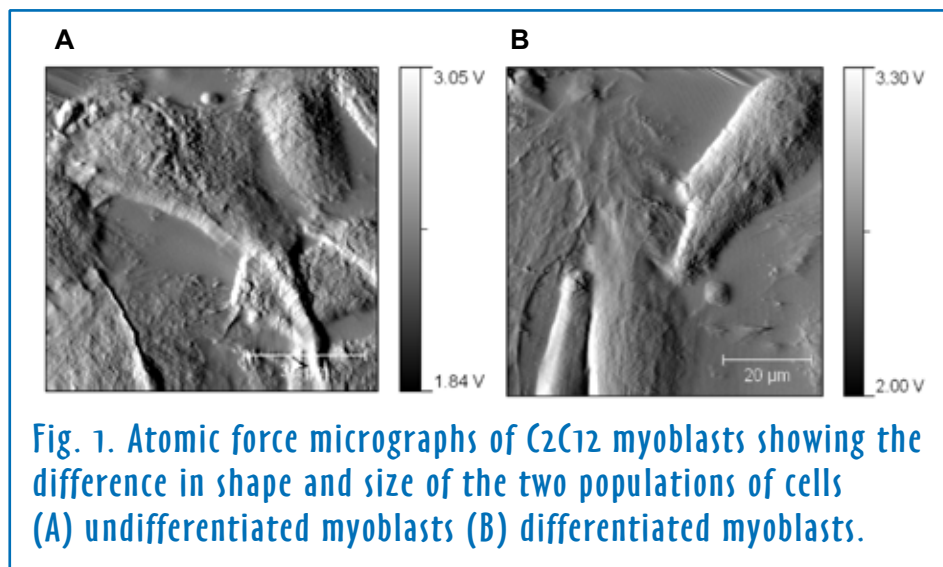 A
B
3.05 V
3.30 V
1.84 V
20 µm
2.00 V
Fig. 1. Atomic force micrographs of C2C12 myoblasts showing the
difference in shape and size of the two populations of cells
(A) undifferentiated myoblasts (B) differentiated myoblasts.